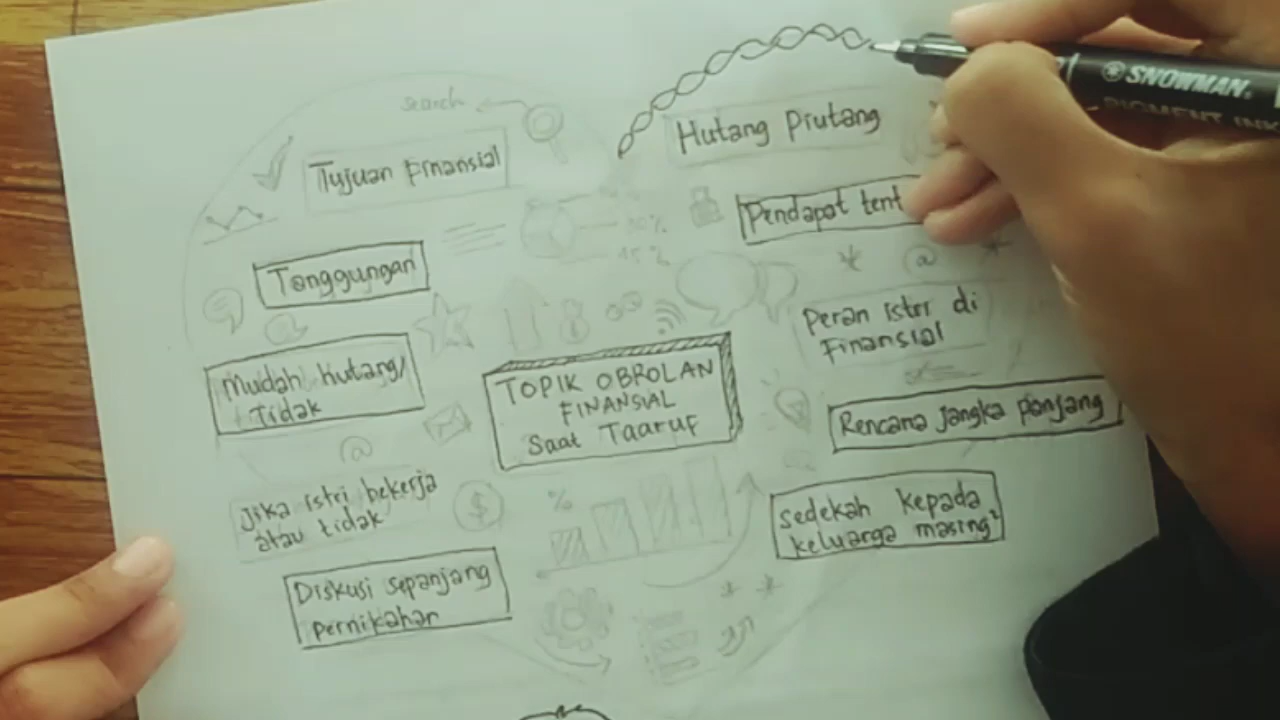 search
Tujuan Finansial
Tanggungan
Mudah hutang/
Tidak
Jika istri bekerja
atau tidak
Diskusi sepanjang
pernikahan
TOPIK OBROLAN
FINANSIAL
Saat Taaruf
Hutang Piutang
Pendapat tent
Peran istri di
Finansial
Rencana jangka panjang
sedekah kepada
keluarga masing²
%
$
@
@
@
SNOWMAN
PIGMENT INK